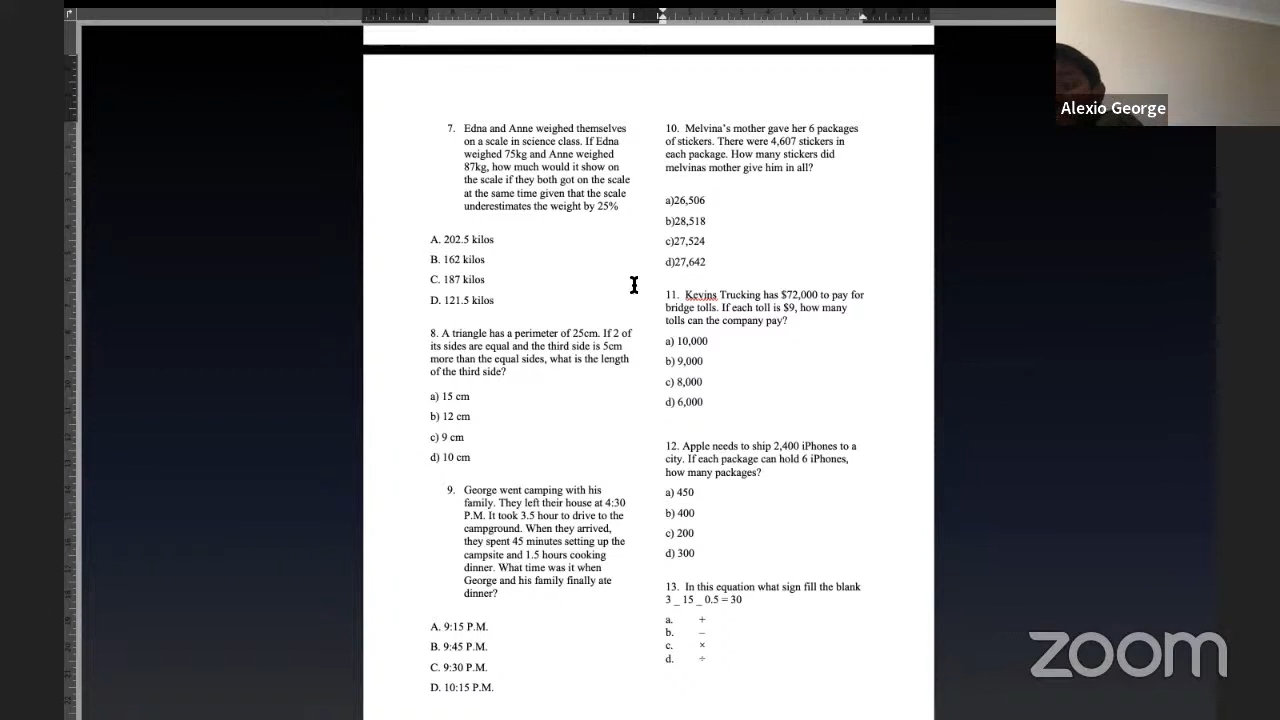 7. Edna and Anne weighed themselves
on a scale in science class. If Edna
weighed 75kg and Anne weighed
87kg, how much would it show on
the scale if they both got on the scale
at the same time given that the scale
underestimates the weight by 25%
A. 202.5 kilos
B. 162 kilos
C. 187 kilos
D. 121.5 kilos
8. A triangle has a perimeter of 25cm. If 2 of
its sides are equal and the third side is 5cm
more than the equal sides, what is the length
of the third side?
a) 15 cm
b) 12 cm
c) 9 cm
d) 10 cm
9. George went camping with his
family. They left their house at 4:30
P.M. It took 3.5 hour to drive to the
campground. When they arrived,
they spent 45 minutes setting up the
campsite and 1.5 hours cooking
dinner. What time was it when
George and his family finally ate
dinner?
A. 9:15 P.M.
B. 9:45 P.M.
C. 9:30 P.M.
D. 10:15 P.M.
10. Melvina's mother gave her 6 packages
of stickers. There were 4,607 stickers in
each package. How many stickers did
melvinas mother give him in all?
a)26,506
b)28,518
c)27,524
d)27,642
11. Kevins Trucking has $72,000 to pay for
bridge tolls. If each toll is $9, how many
tolls can the company pay?
a) 10,000
b) 9,000
c) 8,000
d) 6,000
12. Apple needs to ship 2,400 iPhones to a
city. If each package can hold 6 iPhones,
how many packages?
a) 450
b) 400
c) 200
d) 300
13. In this equation what sign fill the blank
3 _ 15 _ 0.5 = 30
a. +
b. –
c. ×
d. ÷
Alexio George
zoom